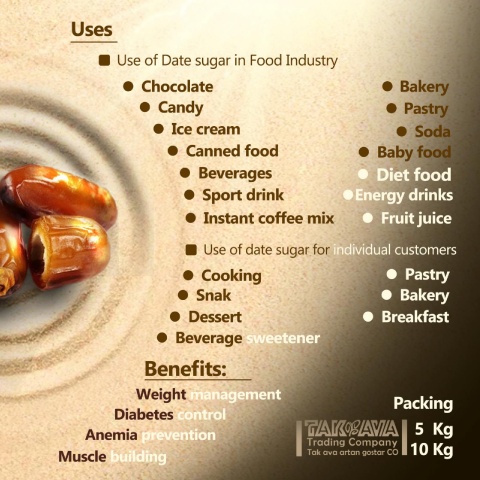 Uses
Use of Date sugar in Food Industry
Chocolate
Candy
Ice cream
Canned food
Beverages
Sport drink
Instant coffee mix
Bakery
Pastry
Soda
Baby food
Diet food
Energy drinks
Fruit juice
Use of date sugar for individual customers
Cooking
Snak
Dessert
Beverage sweetener
Pastry
Bakery
Breakfast
Benefits:
Weight management
Diabetes control
Anemia prevention
Muscle building
Packing
5 Kg
10 Kg
TAK AVA
Trading Company
Tak ava artan gostar CO